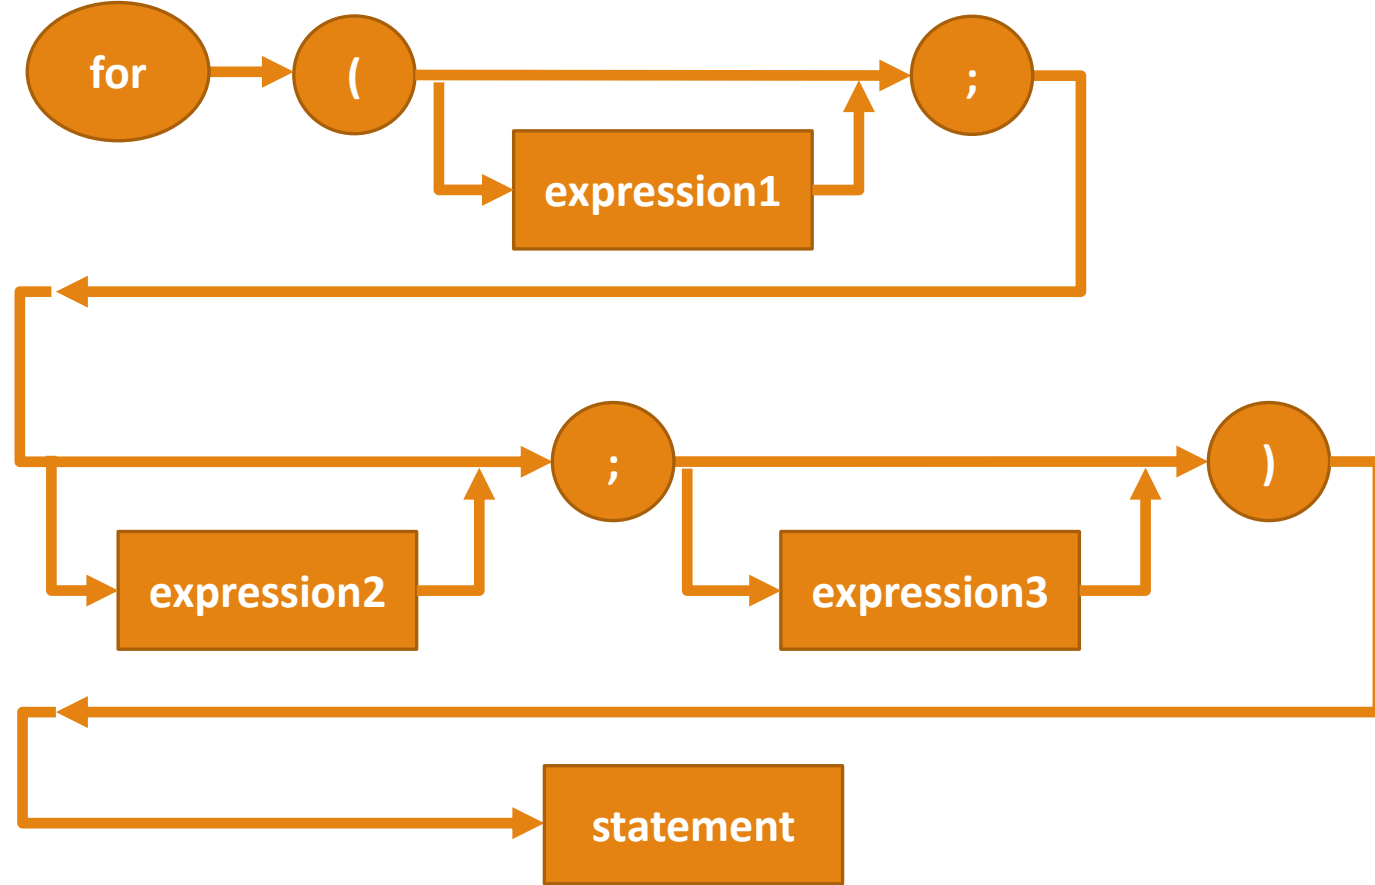 for
(
;
expression1
;
)
expression2
expression3
statement